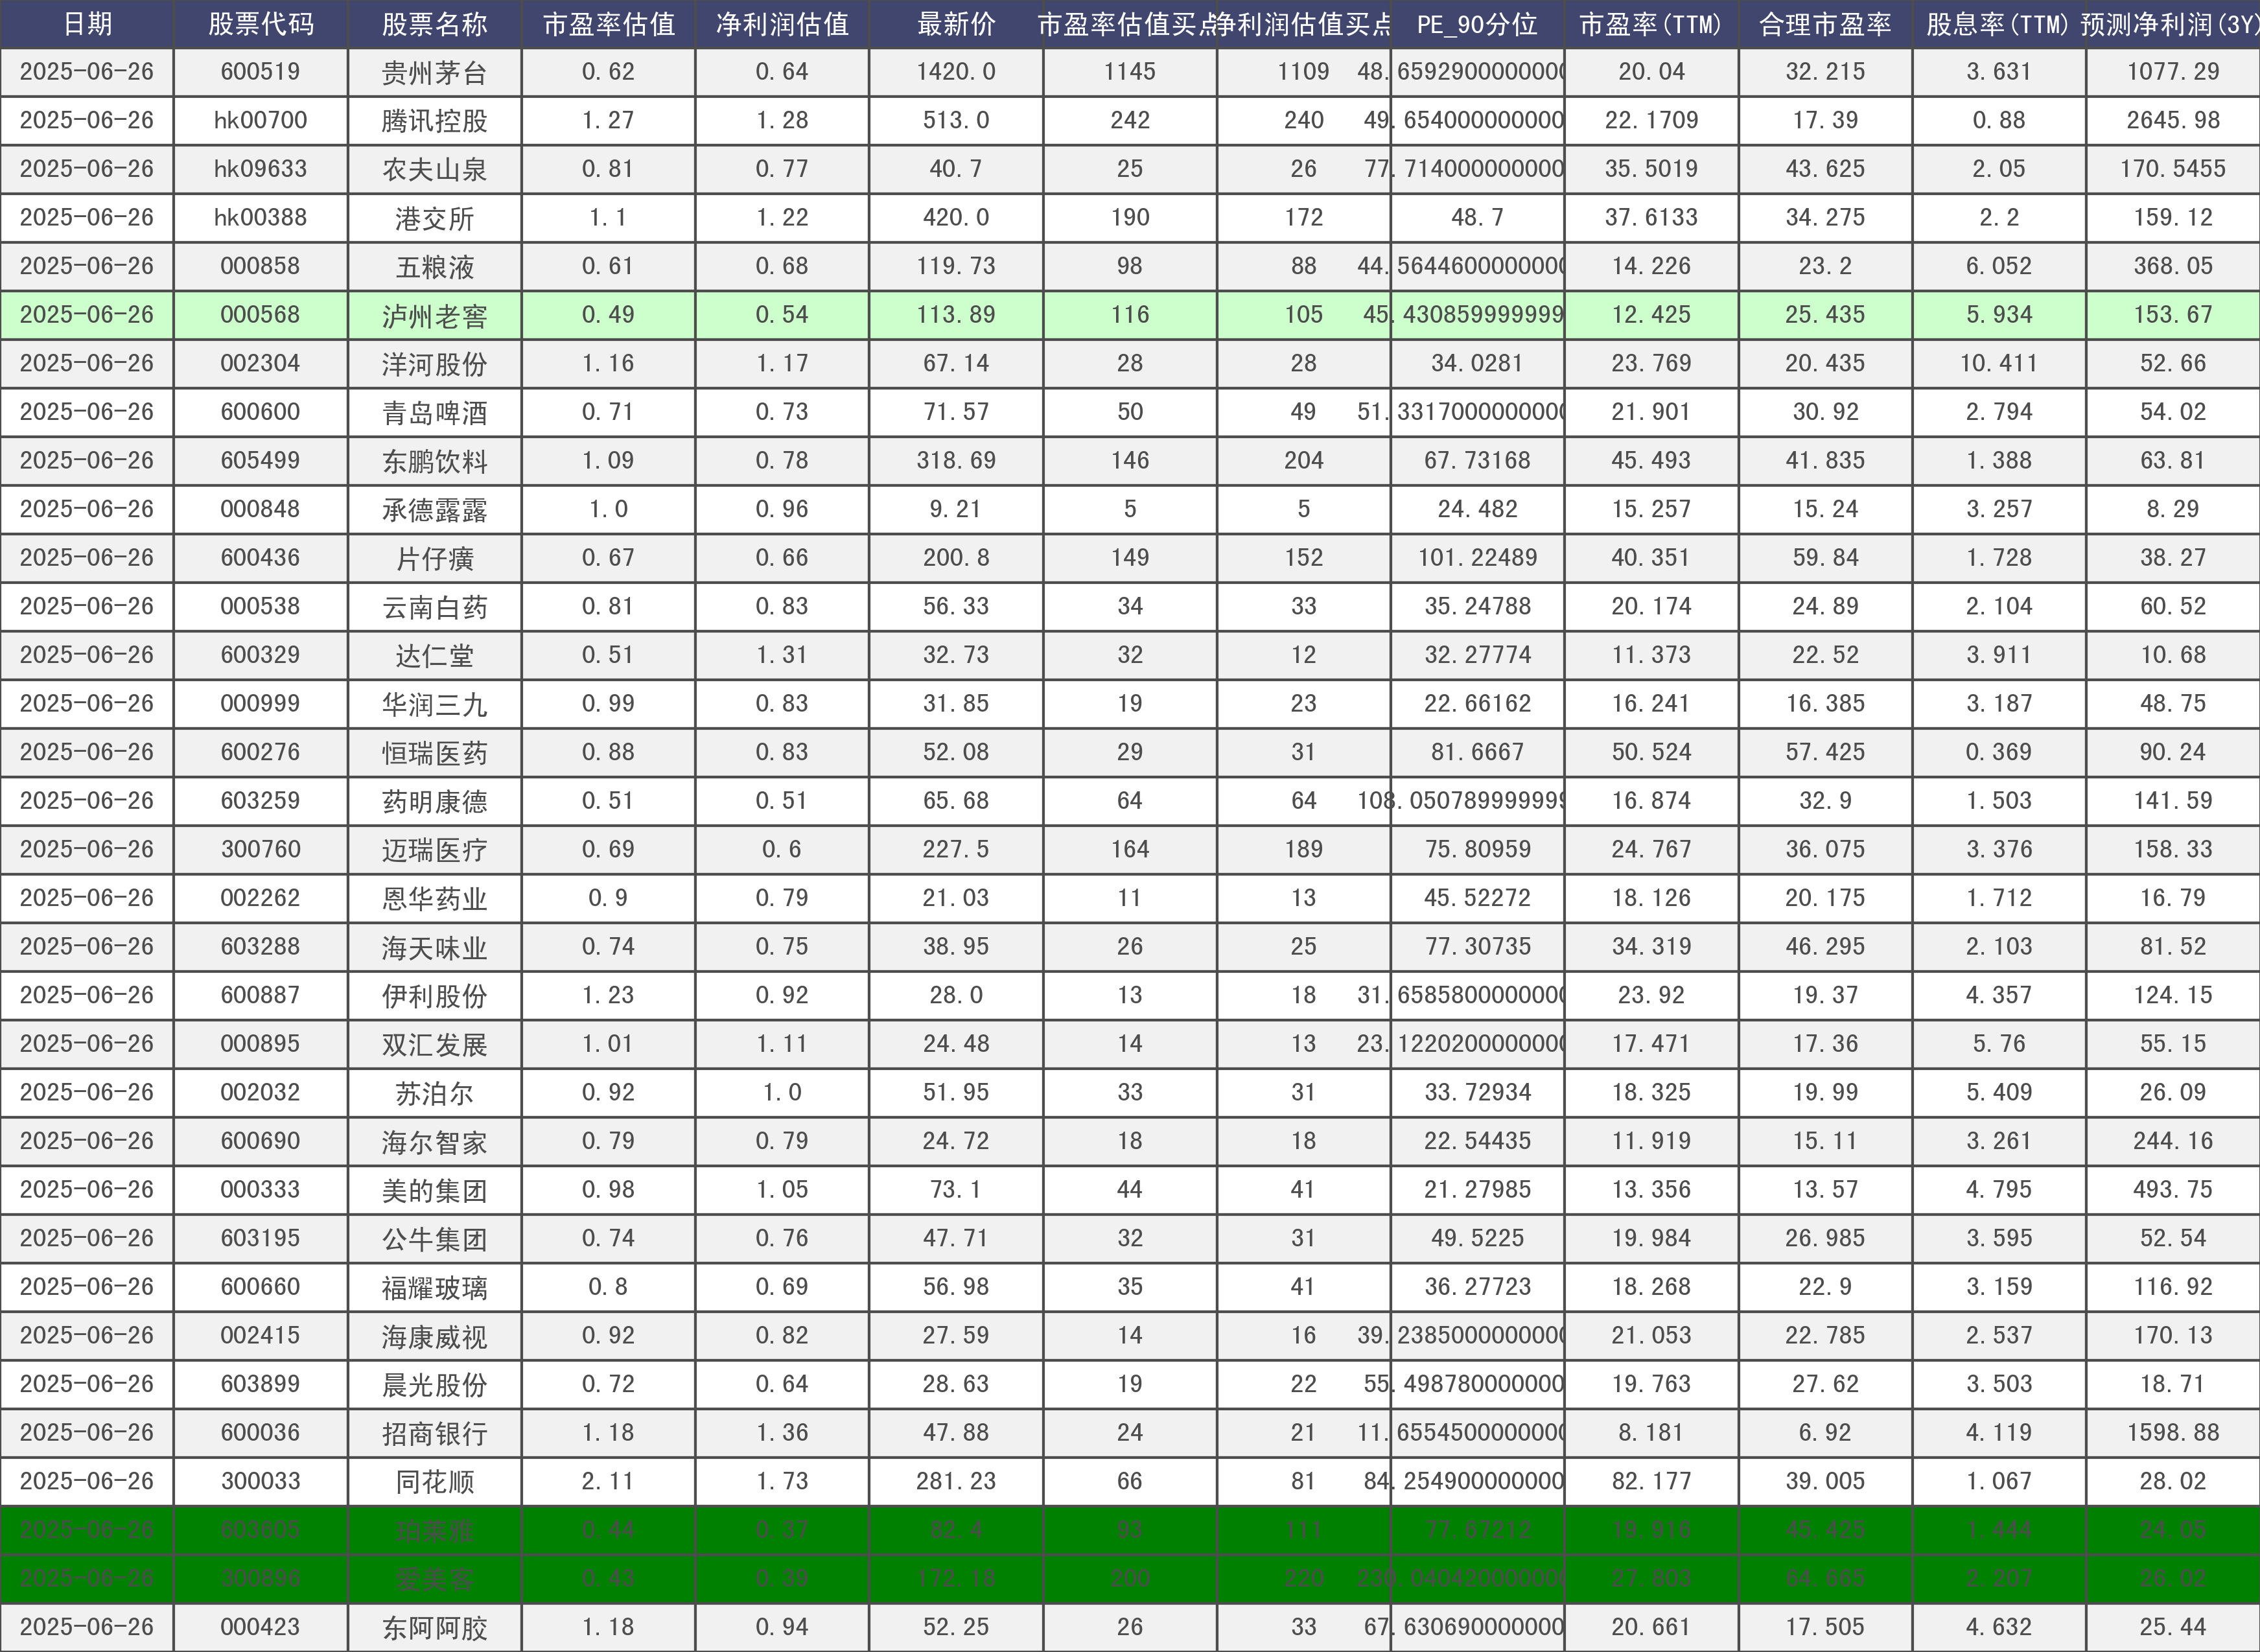 日期 股票代码 股票名称 市盈率估值 净利润估值 最新价 市盈率估值买点 净利润估值买点 PE_90分位 市盈率(TTM) 合理市盈率 股息率(TTM) 预测净利润(3Y)
2025-06-26 600519 贵州茅台 0.62 0.64 1420.0 1145 1109 48.6592900000000 20.04 32.215 3.631 1077.29
2025-06-26 hk00700 腾讯控股 1.27 1.28 513.0 242 240 49.654000000000 22.1709 17.39 0.88 2645.98
2025-06-26 hk09633 农夫山泉 0.81 0.77 40.7 25 26 77.714000000000 35.5019 43.625 2.05 170.5455
2025-06-26 hk00388 港交所 1.1 1.22 420.0 190 172 48.7 37.6133 34.275 2.2 159.12
2025-06-26 000858 五粮液 0.61 0.68 119.73 98 88 44.5644600000000 14.226 23.2 6.052 368.05
2025-06-26 000568 泸州老窖 0.49 0.54 113.89 116 105 45.430859999999 12.425 25.435 5.934 153.67
2025-06-26 002304 洋河股份 1.16 1.17 67.14 28 28 34.0281 23.769 20.435 10.411 52.66
2025-06-26 600600 青岛啤酒 0.71 0.73 71.57 50 49 51.3317000000000 21.901 30.92 2.794 54.02
2025-06-26 605499 东鹏饮料 1.09 0.78 318.69 146 204 67.73168 45.493 41.835 1.388 63.81
2025-06-26 000848 承德露露 1.0 0.96 9.21 5 5 24.482 15.257 15.24 3.257 8.29
2025-06-26 600436 片仔癀 0.67 0.66 200.8 149 152 101.22489 40.351 59.84 1.728 38.27
2025-06-26 000538 云南白药 0.81 0.83 56.33 34 33 35.24788 20.174 24.89 2.104 60.52
2025-06-26 600329 达仁堂 0.51 1.31 32.73 32 12 32.27774 11.373 22.52 3.911 10.68
2025-06-26 000999 华润三九 0.99 0.83 31.85 19 23 22.66162 16.241 16.385 3.187 48.75
2025-06-26 600276 恒瑞医药 0.88 0.83 52.08 29 31 81.6667 50.524 57.425 0.369 90.24
2025-06-26 603259 药明康德 0.51 0.51 65.68 64 64 108.050789999999 16.874 32.9 1.503 141.59
2025-06-26 300760 迈瑞医疗 0.69 0.6 227.5 164 189 75.80959 24.767 36.075 3.376 158.33
2025-06-26 002262 恩华药业 0.9 0.79 21.03 11 13 45.52272 18.126 20.175 1.712 16.79
2025-06-26 603288 海天味业 0.74 0.75 38.95 26 25 77.30735 34.319 46.295 2.103 81.52
2025-06-26 600887 伊利股份 1.23 0.92 28.0 13 18 31.6585800000000 23.92 19.37 4.357 124.15
2025-06-26 000895 双汇发展 1.01 1.11 24.48 14 13 23.1220200000000 17.471 17.36 5.76 55.15
2025-06-26 002032 苏泊尔 0.92 1.0 51.95 33 31 33.72934 18.325 19.99 5.409 26.09
2025-06-26 600690 海尔智家 0.79 0.79 24.72 18 18 22.54435 11.919 15.11 3.261 244.16
2025-06-26 000333 美的集团 0.98 1.05 73.1 44 41 21.27985 13.356 13.57 4.795 493.75
2025-06-26 603195 公牛集团 0.74 0.76 47.71 32 31 49.5225 19.984 26.985 3.595 52.54
2025-06-26 600660 福耀玻璃 0.8 0.69 56.98 35 41 36.27723 18.268 22.9 3.159 116.92
2025-06-26 002415 海康威视 0.92 0.82 27.59 14 16 39.2385000000000 21.053 22.785 2.537 170.13
2025-06-26 603899 晨光股份 0.72 0.64 28.63 19 22 55.498780000000 19.763 27.62 3.503 18.71
2025-06-26 600036 招商银行 1.18 1.36 47.88 24 21 11.6554500000000 8.181 6.92 4.119 1598.88
2025-06-26 300033 同花顺 2.11 1.73 281.23 66 81 84.254900000000 82.177 39.005 1.067 28.02
2025-06-26 603605 珀莱雅 0.44 0.37 82.4 93 111 77.87212 19.916 45.425 1.444 24.05
2025-06-26 300896 爱美客 0.43 0.39 172.18 200 220 230.040420000000 27.803 64.665 2.207 26.02
2025-06-26 000423 东阿阿胶 1.18 0.94 52.25 26 33 67.630690000000 20.661 17.505 4.632 25.44